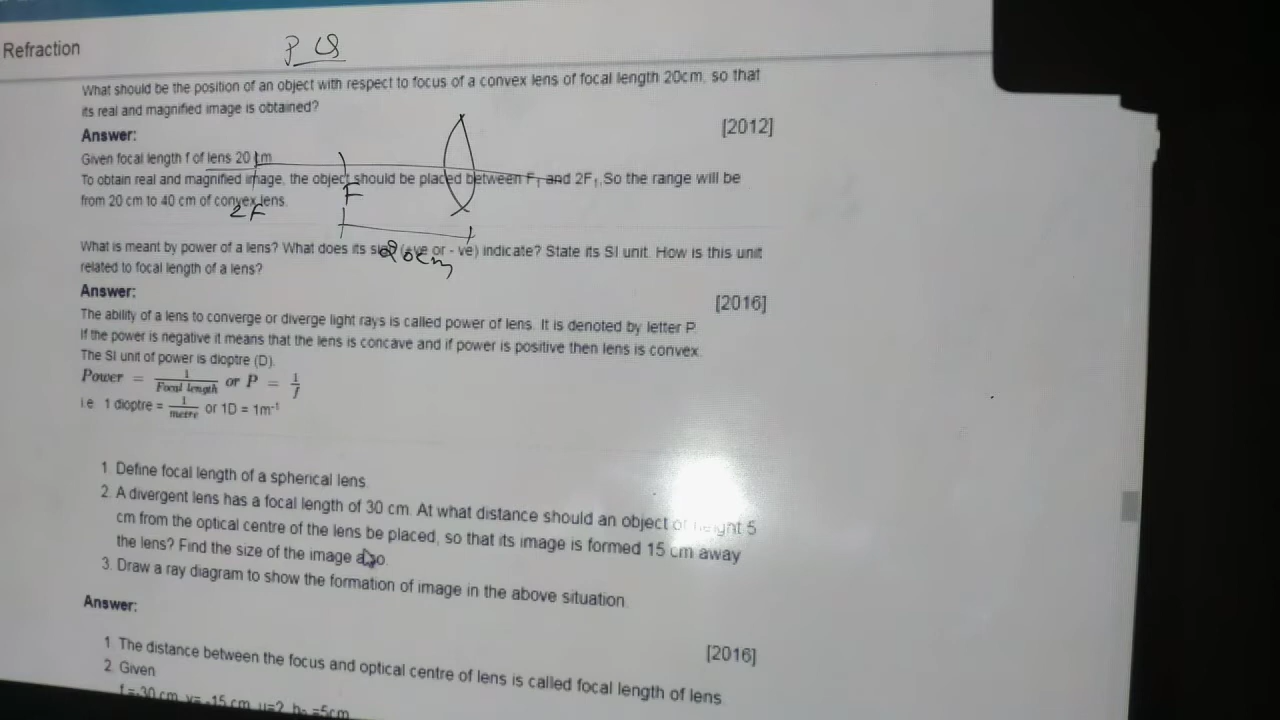 Refraction
P Q
What should be the position of an object with respect to focus of a convex lens of focal length 20cm, so that
its real and magnified image is obtained?
Answer:
[2012]
Given focal length f of lens 20 cm
To obtain real and magnified image, the object should be placed between F₁ and 2F₁. So the range will be
from 20 cm to 40 cm of convex lens.
F
2F
20cm
What is meant by power of a lens? What does its (+ve or - ve) indicate? State its SI unit. How is this unit
related to focal length of a lens?
Answer:
[2016]
The ability of a lens to converge or diverge light rays is called power of lens. It is denoted by letter P.
If the power is negative it means that the lens is concave and if power is positive then lens is convex.
The SI unit of power is dioptre (D).
Power = 1/Focal length or P = 1/f
i.e. 1 dioptre = 1/metre or 1D = 1m⁻¹
1. Define focal length of a spherical lens.
2. A divergent lens has a focal length of 30 cm. At what distance should an object of height 5
cm from the optical centre of the lens be placed, so that its image is formed 15 cm away
the lens? Find the size of the image also.
3. Draw a ray diagram to show the formation of image in the above situation.
Answer:
[2016]
1. The distance between the focus and optical centre of lens is called focal length of lens.
2. Given
f = -30 cm, v= -15 cm, u=?, =5cm